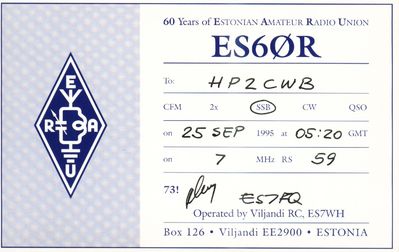 60 Years of ESTONIAN AMATEUR RADIO UNION
ES6ØR
To: HP2CWB
CFM 2x SSB CW QSO
on 25 SEP 1995 at 05:20 GMT
on 7 MHz RS 59
73! ES7FQ
Operated by Viljandi RC, ES7WH
Box 126 • Viljandi EE2900 • ESTONIA
E
R A
U